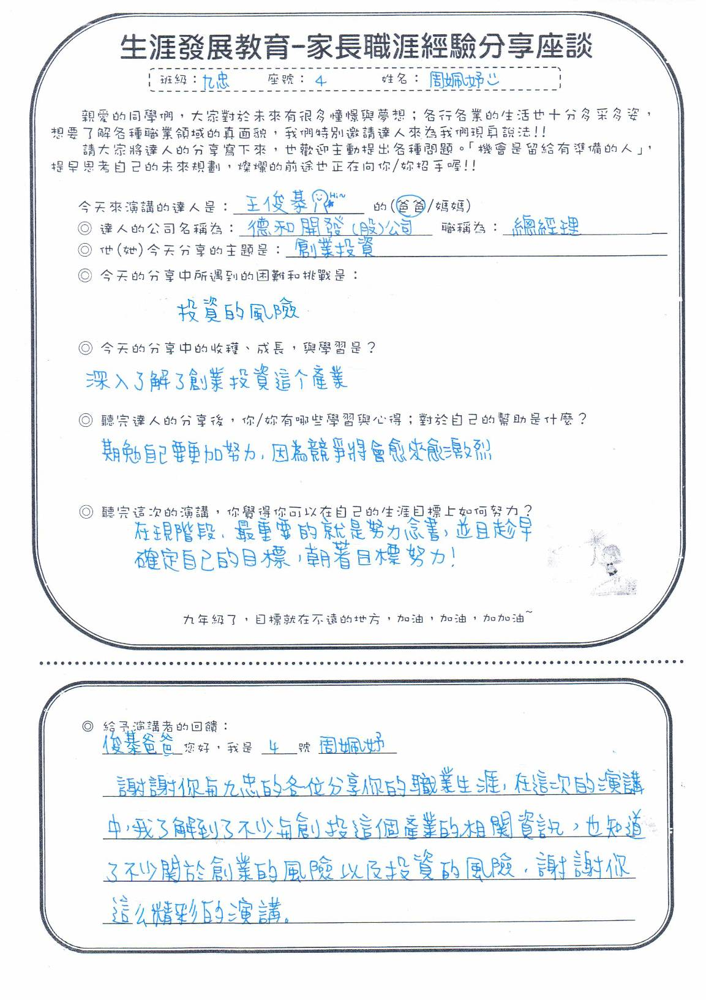 生涯發展教育-家長職涯經驗分享座談
班級：九忠 座號：4 姓名：周姵妤
親愛的同學們，大家對於未來有很多憧憬與夢想；各行各業的生活也十分多采多姿，
想要了解各種職業領域的真面貌，我們特別邀請達人來為我們現身說法!!
請大家將達人的分享寫下來，也歡迎主動提出各種問題。「機會是留給有準備的人」，
提早思考自己的未來規劃，燦爛的前途也正在向你/妳招手喔!!
今天來演講的達人是：王俊綦 Hi~ 的(爸爸/媽媽)
◎ 達人的公司名稱為：德和開發(股)公司 職稱為：總經理
◎ 他(她)今天分享的主題是：創業投資
◎ 今天的分享中所遇到的困難和挑戰是：
投資的風險
◎ 今天的分享中的收穫、成長，與學習是？
深入了解了創業投資這个產業
◎ 聽完達人的分享後，你/妳有哪些學習與心得；對於自己的幫助是什麼？
期勉自己要更加努力，因為競爭將會愈來愈激烈
◎ 聽完這次的演講，你覺得你可以在自己的生涯目標上如何努力？
在現階段，最重要的就是努力念書，並且趁早
確定自己的目標，朝著目標努力!
九年級了，目標就在不遠的地方，加油，加油，加加油~
◎ 給予演講者的回饋：
俊綦爸爸 您好，我是 4 號 周姵妤
謝謝你與九忠的各位分享你的職業生涯，在這次的演講
中，我了解到了不少與創投這個產業的相關資訊，也知道
了不少關於創業的風險以及投資的風險，謝謝你
這么精彩的演講。